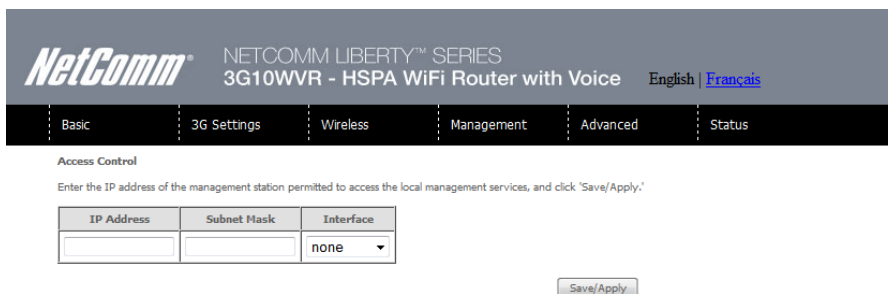 NetComm®
NETCOMM LIBERTY™ SERIES
3G10WVR - HSPA WiFi Router with Voice
English | Français
Basic 3G Settings Wireless Management Advanced Status
Access Control
Enter the IP address of the management station permitted to access the local management services, and click 'Save/Apply.'
IP Address Subnet Mask Interface
none
Save/Apply